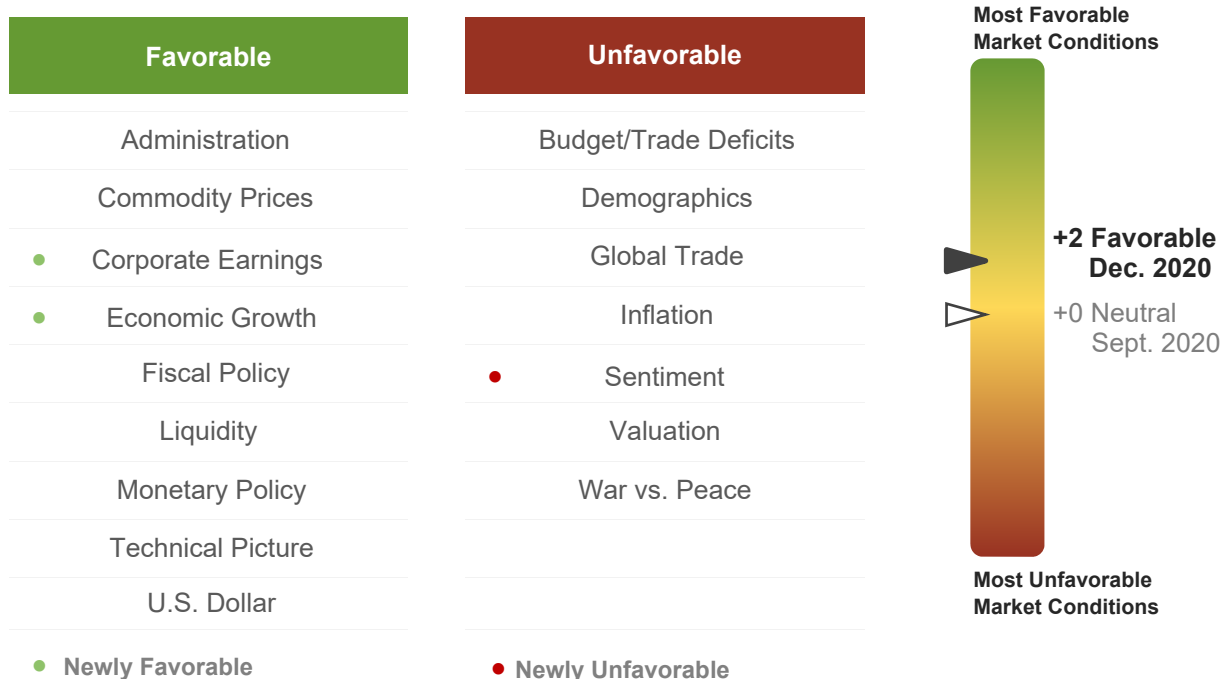 Favorable
Administration
Commodity Prices
Corporate Earnings
Economic Growth
Fiscal Policy
Liquidity
Monetary Policy
Technical Picture
U.S. Dollar
Newly Favorable
Unfavorable
Budget/Trade Deficits
Demographics
Global Trade
Inflation
Sentiment
Valuation
War vs. Peace
Newly Unfavorable
Most Favorable
Market Conditions
+2 Favorable
Dec. 2020
+0 Neutral
Sept. 2020
Most Unfavorable
Market Conditions